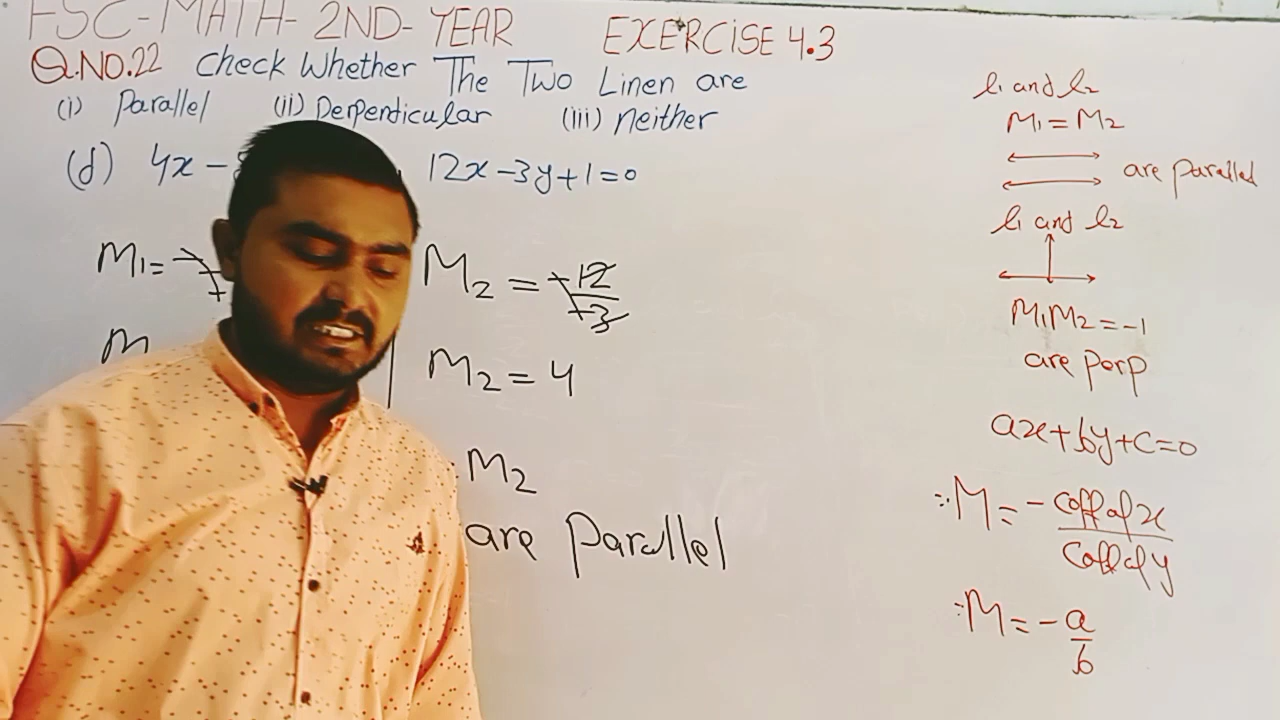 FSC-MATH-2ND-YEAR EXERCISE 4.3
Q.NO.22 Check Whether The Two Linen are
(i) Parallel (ii) Perpenticular (iii) neither
(d) 4x - 12x-3y+1=0
M1 = -
M2 = -12/-3
M
M2 = 4
M2
are Parallel
l1 and l2
M1=M2
are paralled
l1 and l2
M1M2=-1
are perp
ax+by+c=0
∴M = - coff of x / coff of y
∴M = -a/b